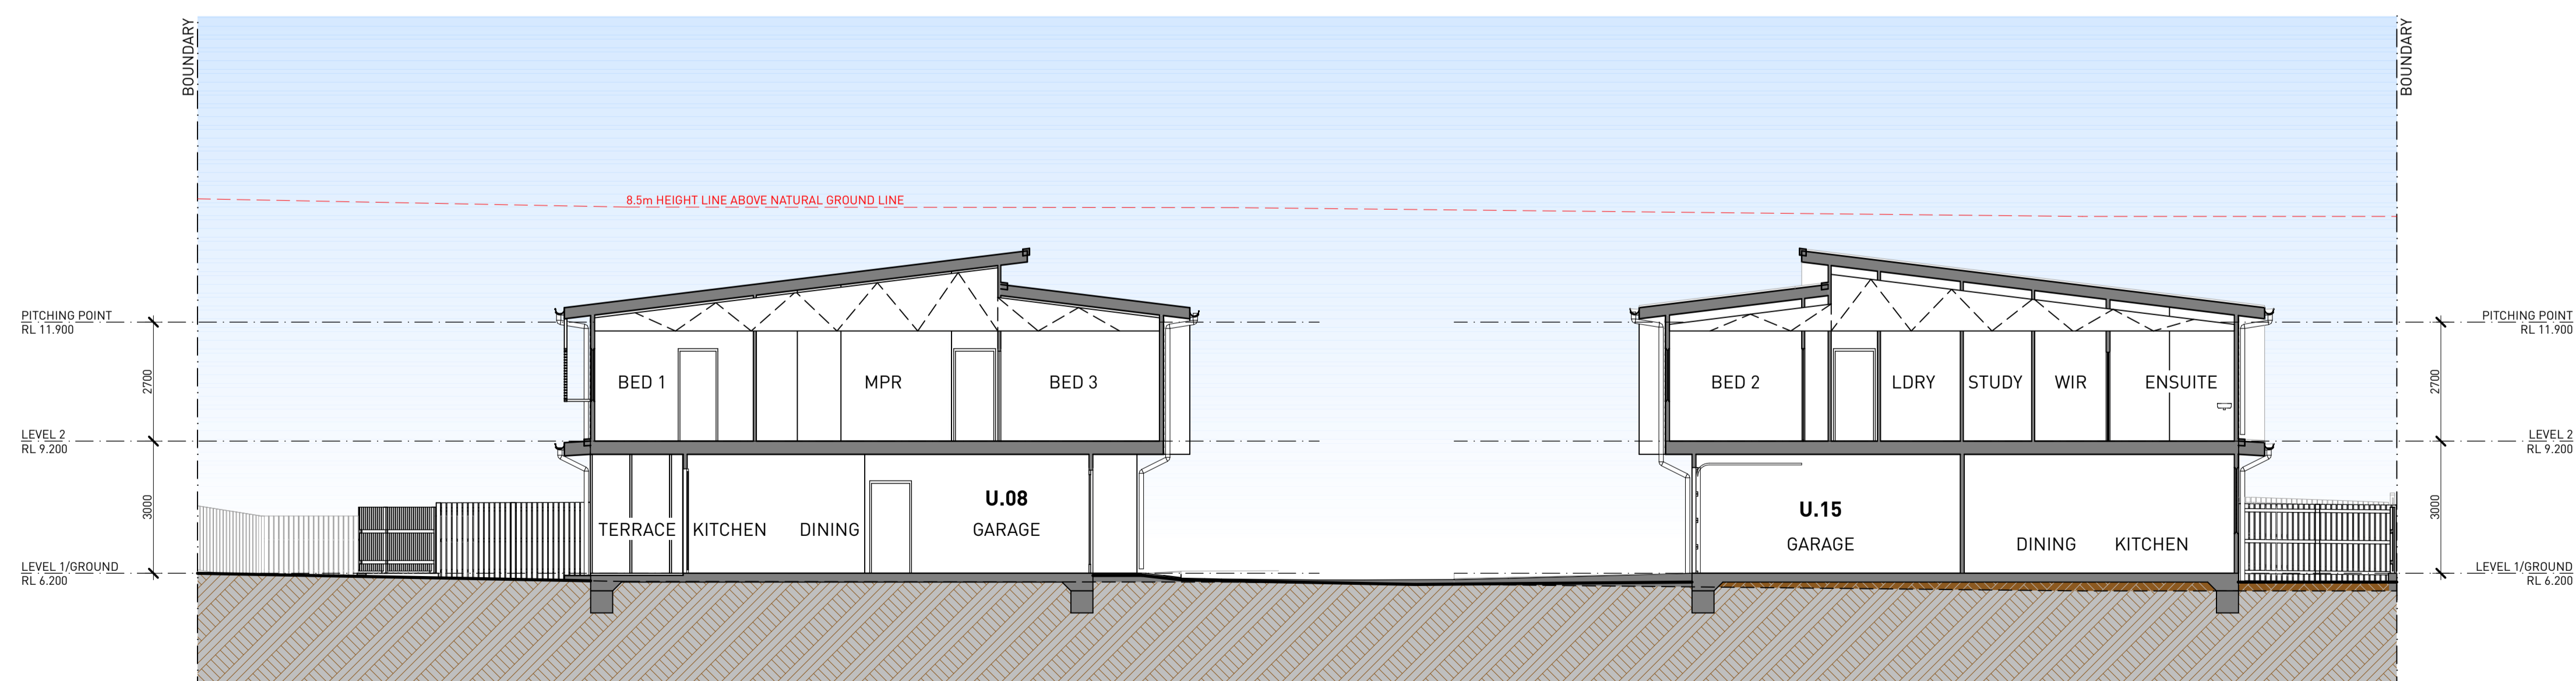 BOUNDARY
BOUNDARY
8.5m HEIGHT LINE ABOVE NATURAL GROUND LINE
PITCHING POINT
RL 11.900
PITCHING POINT
RL 11.900
2700
BED 1
MPR
BED 3
BED 2
LDRY
STUDY
WIR
ENSUITE
2700
LEVEL 2
RL 9.200
LEVEL 2
RL 9.200
3000
U.08
U.15
3000
TERRACE
KITCHEN
DINING
GARAGE
GARAGE
DINING
KITCHEN
LEVEL 1/GROUND
RL 6.200
LEVEL 1/GROUND
RL 6.200